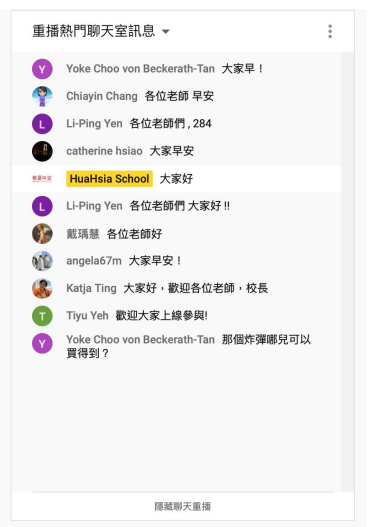 重播熱門聊天室訊息
Y Yoke Choo von Beckerath-Tan 大家早！
Chiayin Chang 各位老師 早安
L Li-Ping Yen 各位老師們 , 284
catherine hsiao 大家早安
華夏中文 HuaHsia School 大家好
L Li-Ping Yen 各位老師們 大家好 !!
戴瑀慧 各位老師好
angela67m 大家早安！
Katja Ting 大家好，歡迎各位老師，校長
T Tiyu Yeh 歡迎大家上線參與!
Y Yoke Choo von Beckerath-Tan 那個炸彈哪兒可以
買得到？
隱藏聊天重播